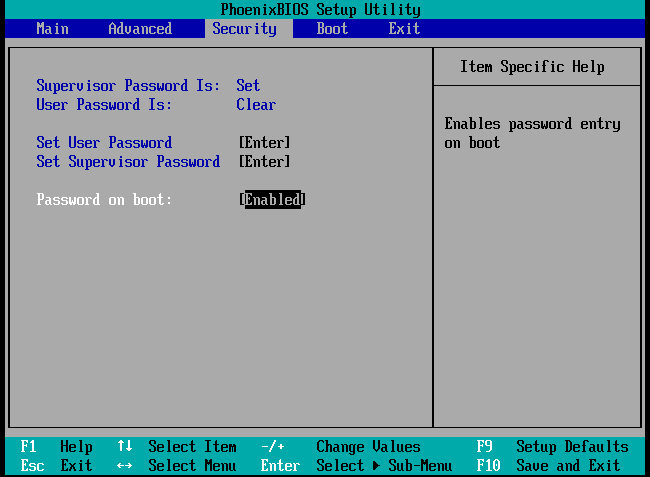 PhoenixBIOS Setup Utility
Main Advanced Security Boot Exit
Item Specific Help
Supervisor Password Is: Set
User Password Is: Clear
Set User Password [Enter]
Set Supervisor Password [Enter]
Password on boot: [Enabled]
Enables password entry
on boot
F1 Help ↑↓ Select Item -/+ Change Values F9 Setup Defaults
Esc Exit ↔ Select Menu Enter Select ▶ Sub-Menu F10 Save and Exit